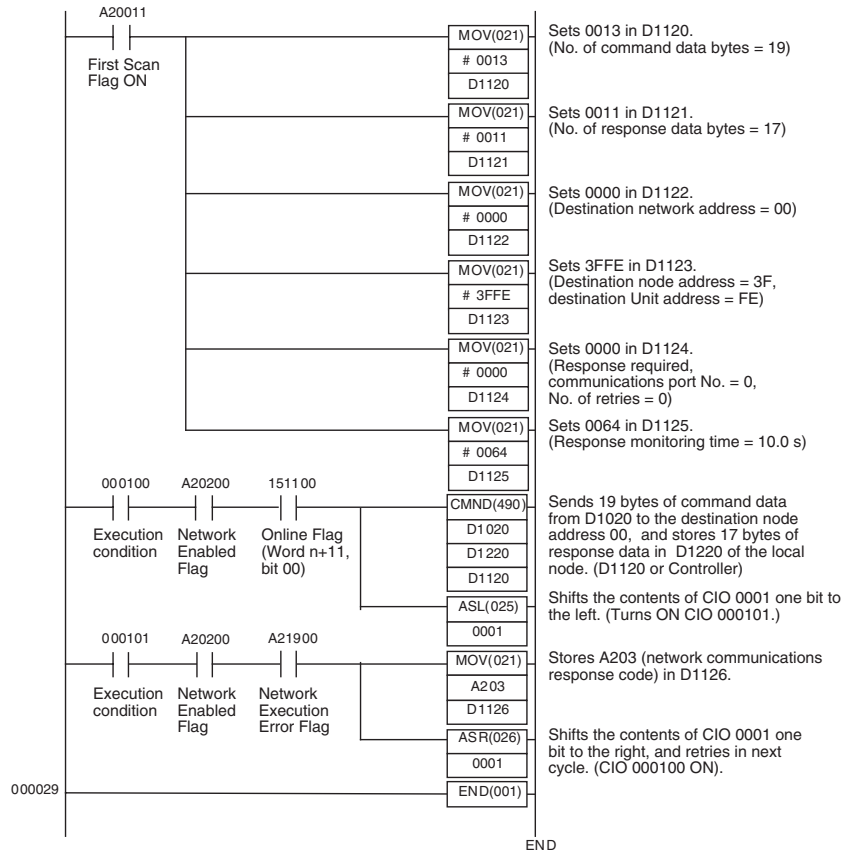 A20011
First Scan
Flag ON
MOV(021)
# 0013
D1120
Sets 0013 in D1120.
(No. of command data bytes = 19)
MOV(021)
# 0011
D1121
Sets 0011 in D1121.
(No. of response data bytes = 17)
MOV(021)
# 0000
D1122
Sets 0000 in D1122.
(Destination network address = 00)
MOV(021)
# 3FFE
D1123
Sets 3FFE in D1123.
(Destination node address = 3F,
destination Unit address = FE)
MOV(021)
# 0000
D1124
Sets 0000 in D1124.
(Response required,
communications port No. = 0,
No. of retries = 0)
MOV(021)
# 0064
D1125
Sets 0064 in D1125.
(Response monitoring time = 10.0 s)
000100 A20200 151100
Execution condition
Network Enabled Flag
Online Flag (Word n+11, bit 00)
CMND(490)
D1020
D1220
D1120
Sends 19 bytes of command data
from D1020 to the destination node
address 00, and stores 17 bytes of
response data in D1220 of the local
node. (D1120 or Controller)
ASL(025)
0001
Shifts the contents of CIO 0001 one bit to
the left. (Turns ON CIO 000101.)
000101 A20200 A21900
Execution condition
Network Enabled Flag
Network Execution Error Flag
MOV(021)
A203
D1126
Stores A203 (network communications
response code) in D1126.
ASR(026)
0001
Shifts the contents of CIO 0001 one
bit to the right, and retries in next
cycle. (CIO 000100 ON).
000029
END(001)
END